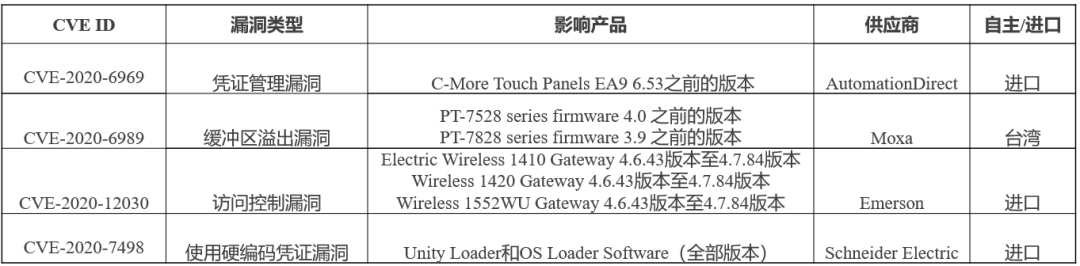 CVE ID 漏洞类型 影响产品 供应商 自主/进口
CVE-2020-6969 凭证管理漏洞 C-More Touch Panels EA9 6.53之前的版本 AutomationDirect 进口
CVE-2020-6989 缓冲区溢出漏洞 PT-7528 series firmware 4.0 之前的版本
PT-7828 series firmware 3.9 之前的版本 Moxa 台湾
CVE-2020-12030 访问控制漏洞 Electric Wireless 1410 Gateway 4.6.43版本至4.7.84版本
Wireless 1420 Gateway 4.6.43版本至4.7.84版本
Wireless 1552WU Gateway 4.6.43版本至4.7.84版本 Emerson 进口
CVE-2020-7498 使用硬编码凭证漏洞 Unity Loader和OS Loader Software（全部版本） Schneider Electric 进口